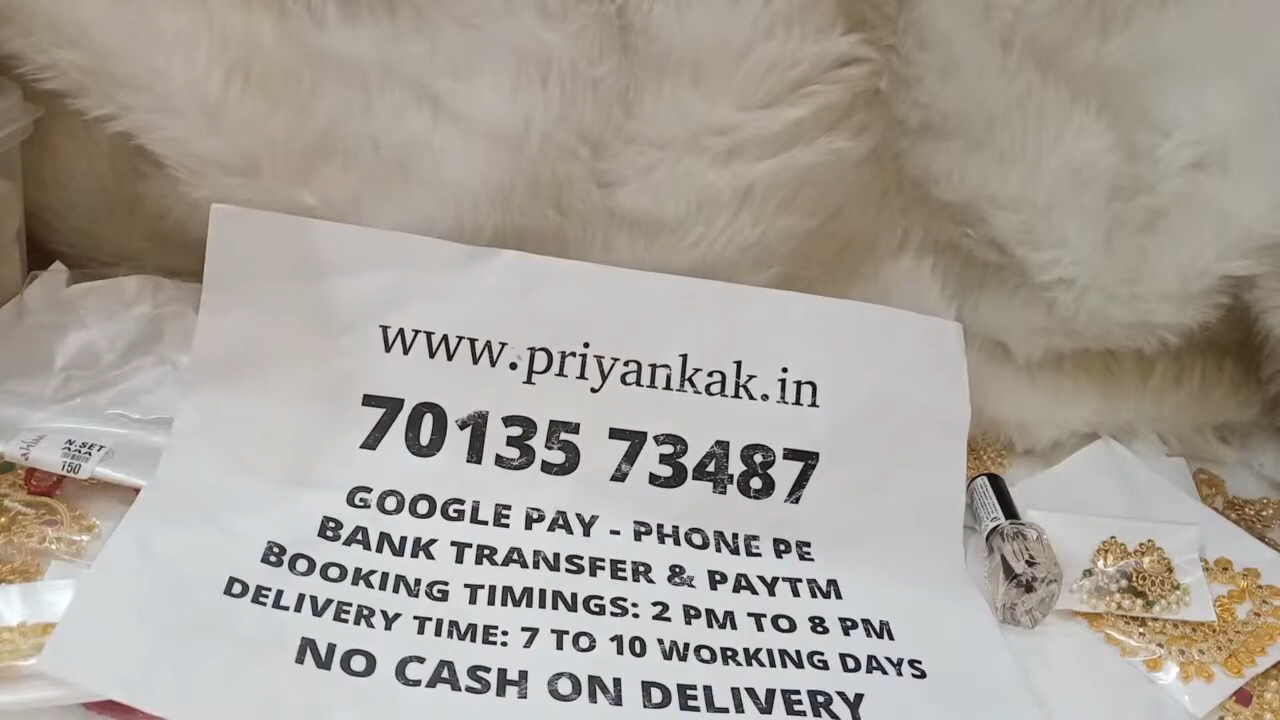 www.priyankak.in
70135 73487
GOOGLE PAY - PHONE PE
BANK TRANSFER & PAYTM
BOOKING TIMINGS: 2 PM TO 8 PM
DELIVERY TIME: 7 TO 10 WORKING DAYS
NO CASH ON DELIVERY
N.SET
AAA
150